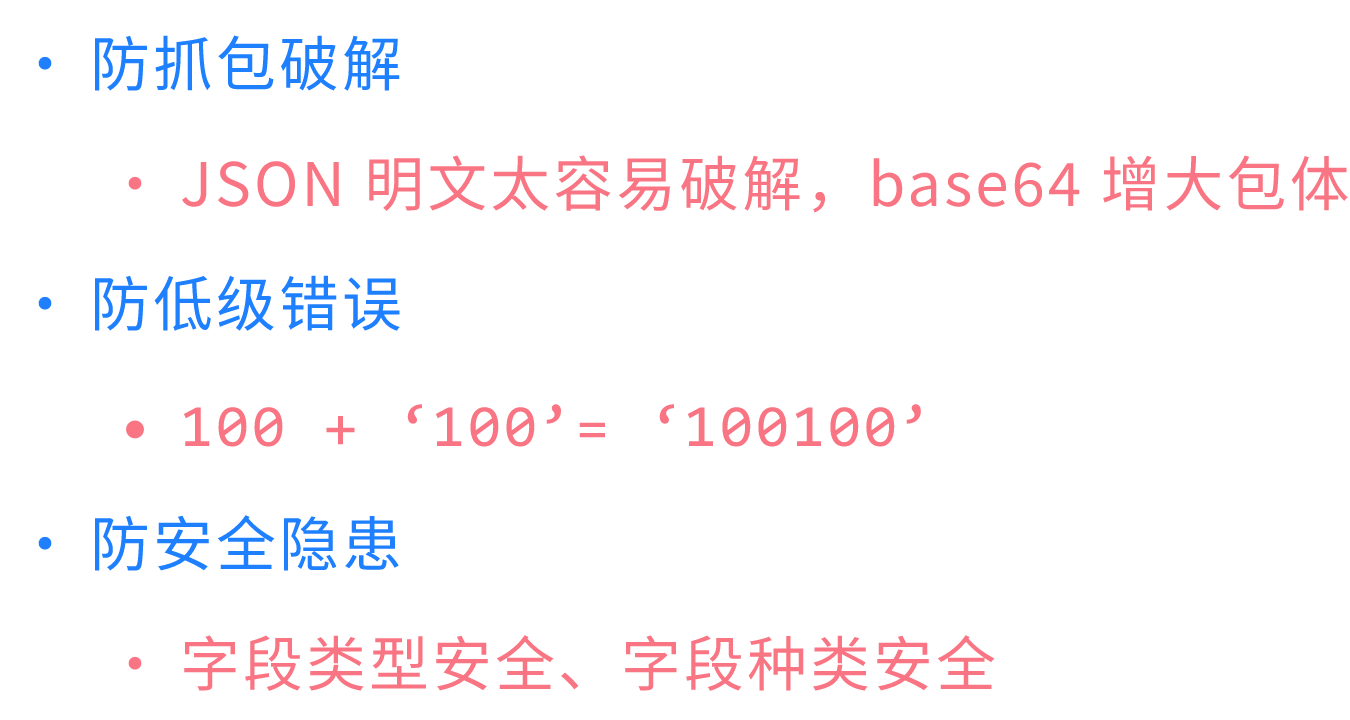 • 防抓包破解
• JSON 明文太容易破解，base64 增大包体
• 防低级错误
• 100 + ‘100’= ‘100100’
• 防安全隐患
• 字段类型安全、字段种类安全